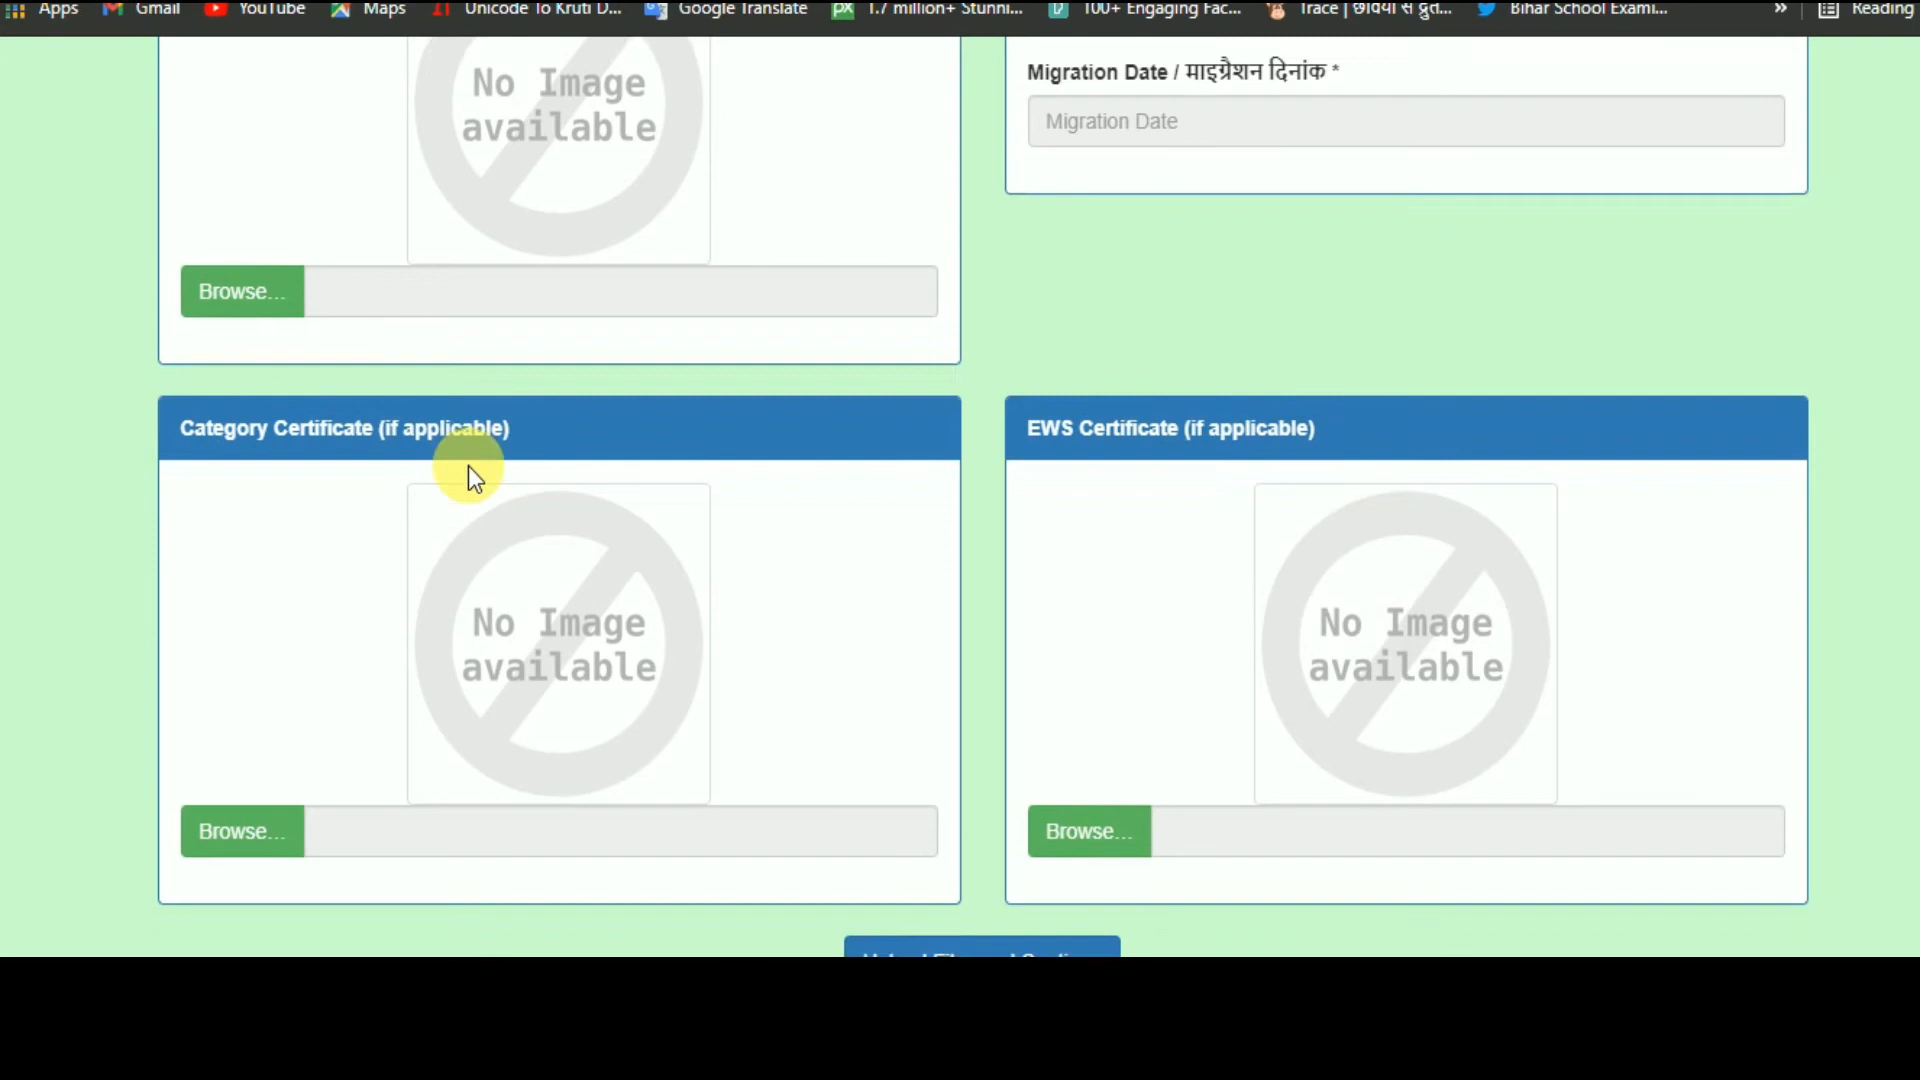 Apps Gmail YouTube Maps Unicode To Kruti D... Google Translate 1.7 million+ Stunni... 100+ Engaging Fac... Trace | छवियों से द्रुत... Bihar School Exami... » Reading
No Image
available
Migration Date / माइग्रैशन दिनांक *
Migration Date
Browse...
Category Certificate (if applicable)
EWS Certificate (if applicable)
No Image
available
No Image
available
Browse...
Browse...